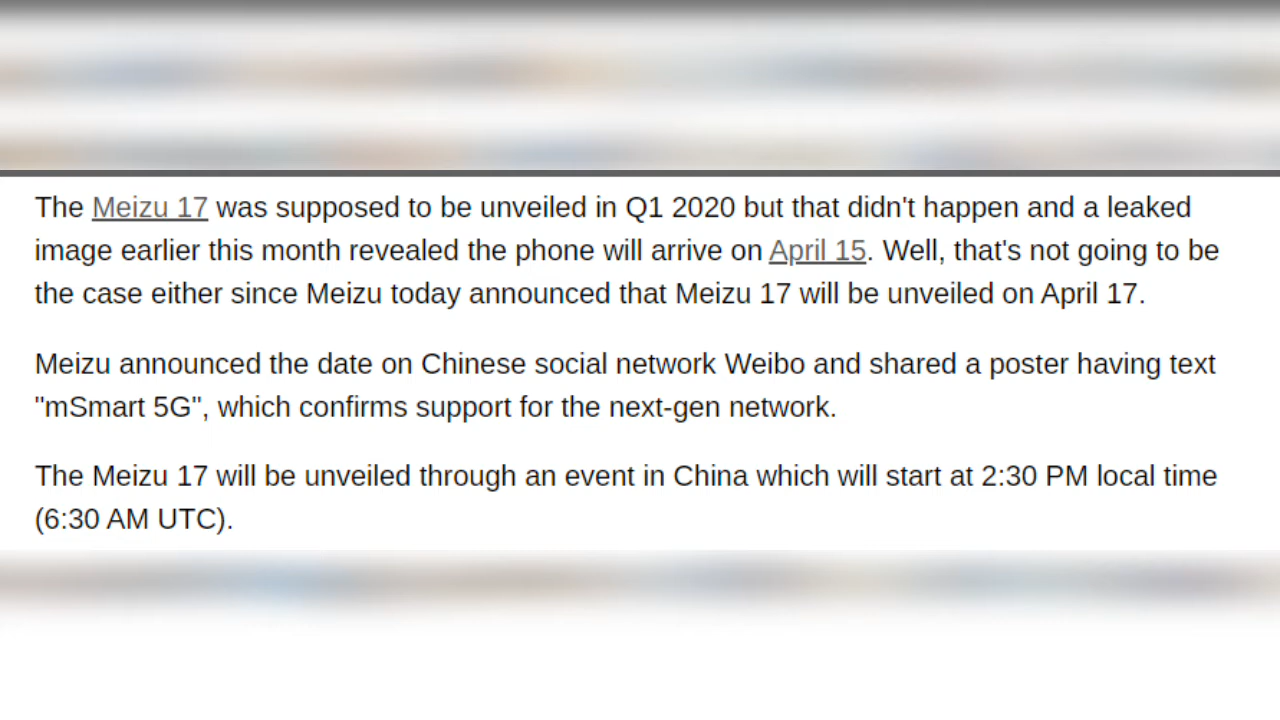 The Meizu 17 was supposed to be unveiled in Q1 2020 but that didn't happen and a leaked
image earlier this month revealed the phone will arrive on April 15. Well, that's not going to be
the case either since Meizu today announced that Meizu 17 will be unveiled on April 17.
Meizu announced the date on Chinese social network Weibo and shared a poster having text
"mSmart 5G", which confirms support for the next-gen network.
The Meizu 17 will be unveiled through an event in China which will start at 2:30 PM local time
(6:30 AM UTC).